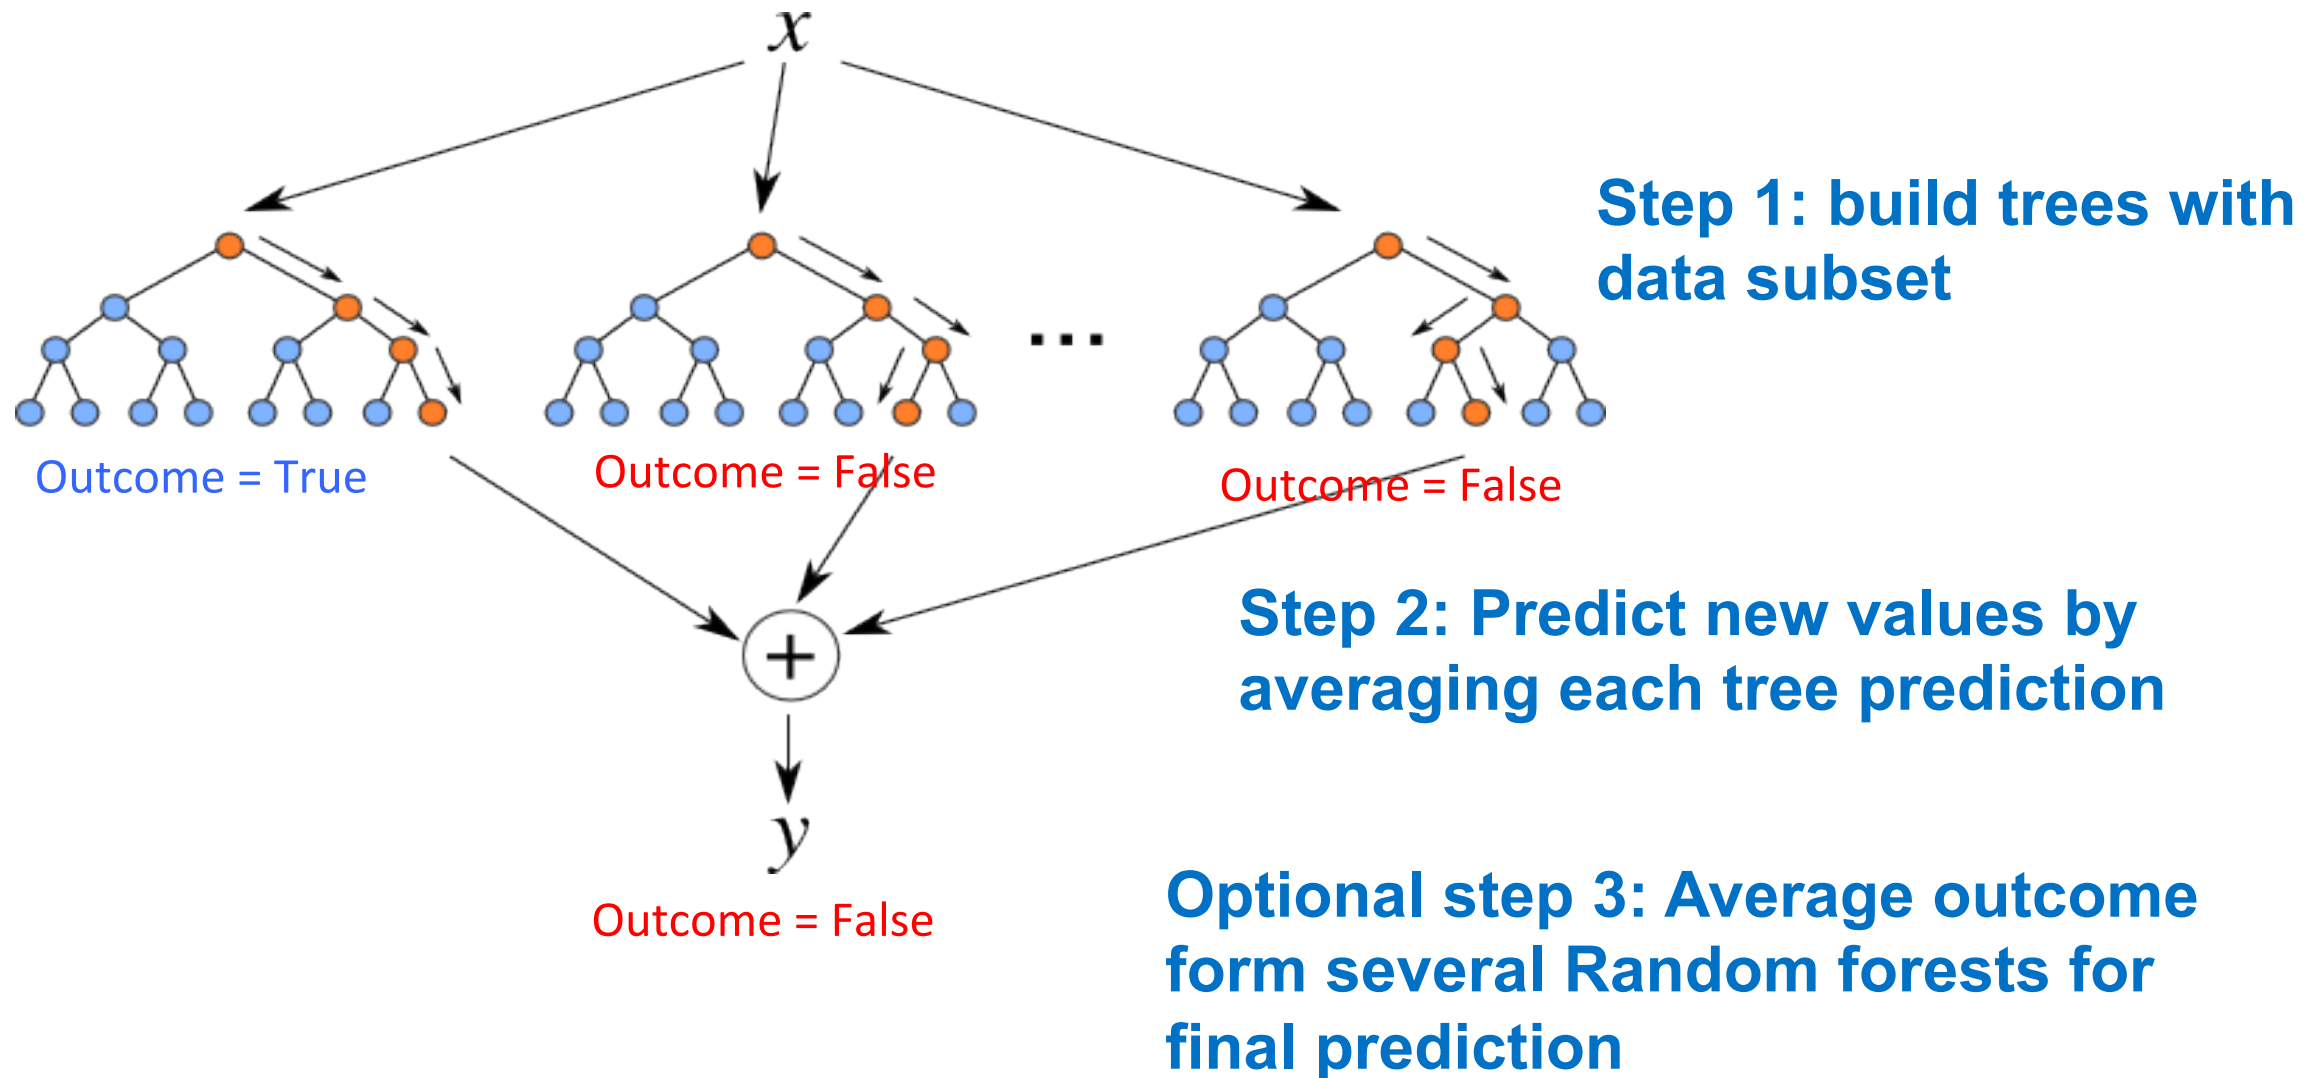 x
Step 1: build trees with
data subset
...
Outcome = True
Outcome = False
Outcome = False
Step 2: Predict new values by
averaging each tree prediction
+
y
Outcome = False
Optional step 3: Average outcome
form several Random forests for
final prediction